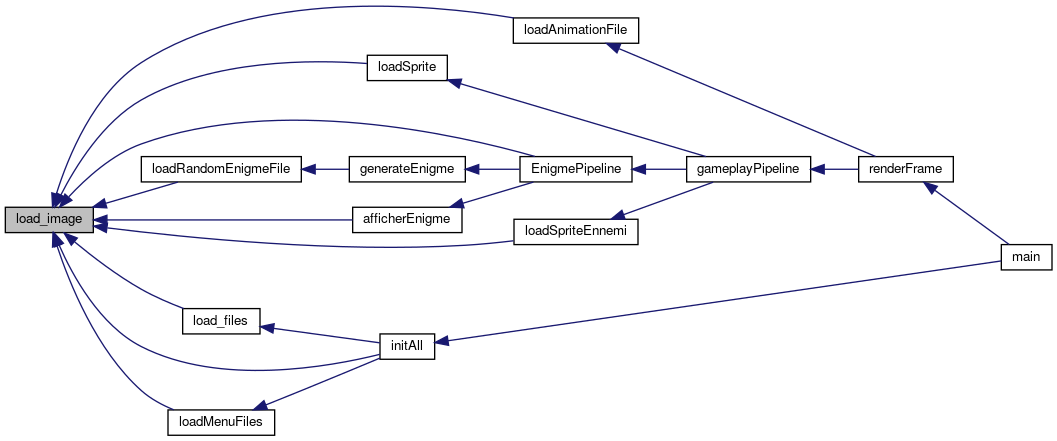 loadAnimationFile
loadSprite
loadRandomEnigmeFile
generateEnigme
EnigmePipeline
gameplayPipeline
renderFrame
load_image
afficherEnigme
loadSpriteEnnemi
main
load_files
initAll
loadMenuFiles